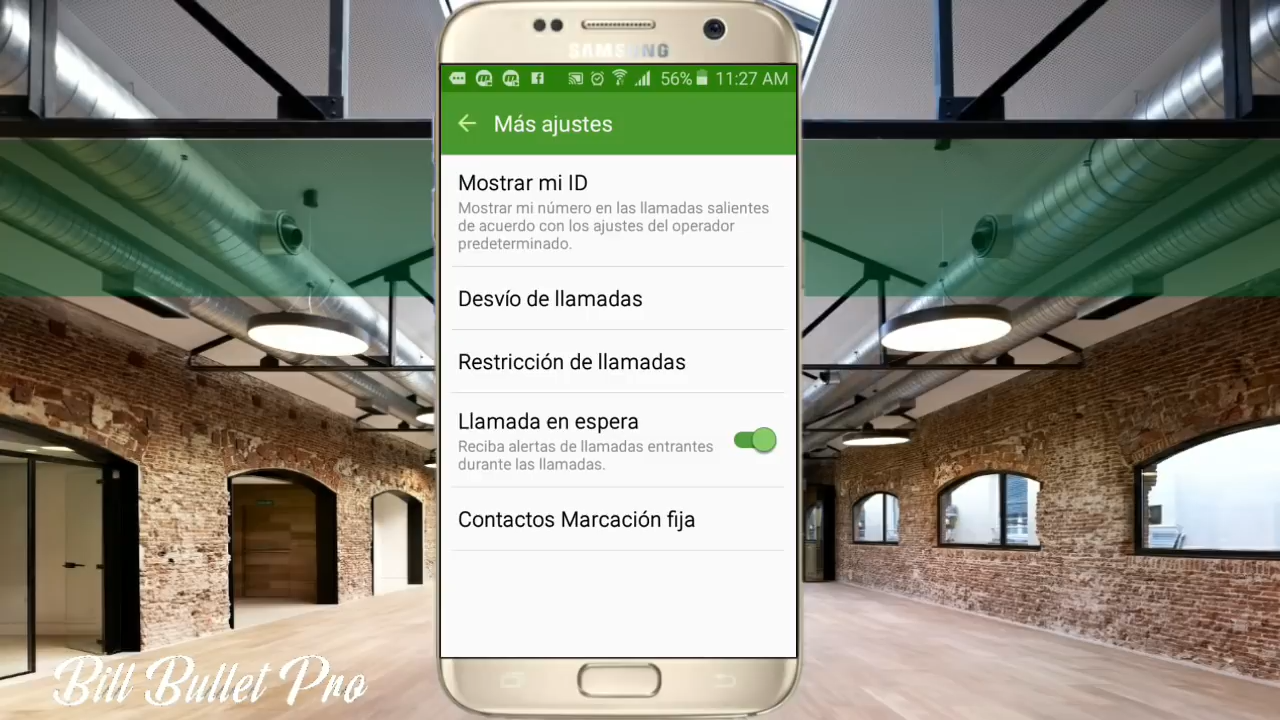 SAMSUNG
56% 11:27 AM
Más ajustes
Mostrar mi ID
Mostrar mi número en las llamadas salientes
de acuerdo con los ajustes del operador
predeterminado.
Desvío de llamadas
Restricción de llamadas
Llamada en espera
Reciba alertas de llamadas entrantes
durante las llamadas.
Contactos Marcación fija
Bill Bullet Pro